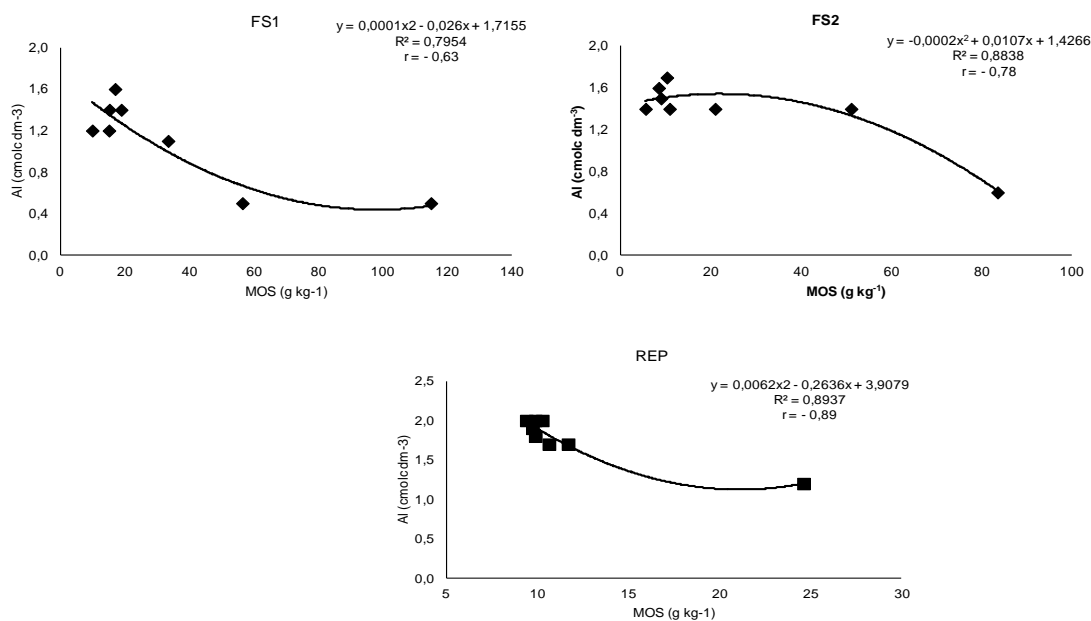 FS1
y = 0,0001x2 - 0,026x + 1,7155
R² = 0,7954
r = - 0,63
2,0
1,6
1,2
0,8
0,4
0,0
Al (cmolc dm-3)
0 20 40 60 80 100 120 140
MOS (g kg-1)
FS2
y = -0,0002x² + 0,0107x + 1,4266
R² = 0,8838
r = - 0,78
2,0
1,6
1,2
0,8
0,4
0,0
Al (cmolc dm⁻³)
0 20 40 60 80 100
MOS (g kg⁻¹)
REP
y = 0,0062x2 - 0,2636x + 3,9079
R² = 0,8937
r = - 0,89
2,5
2,0
1,5
1,0
0,5
0,0
Al (cmolc dm-3)
5 10 15 20 25 30
MOS (g kg-1)